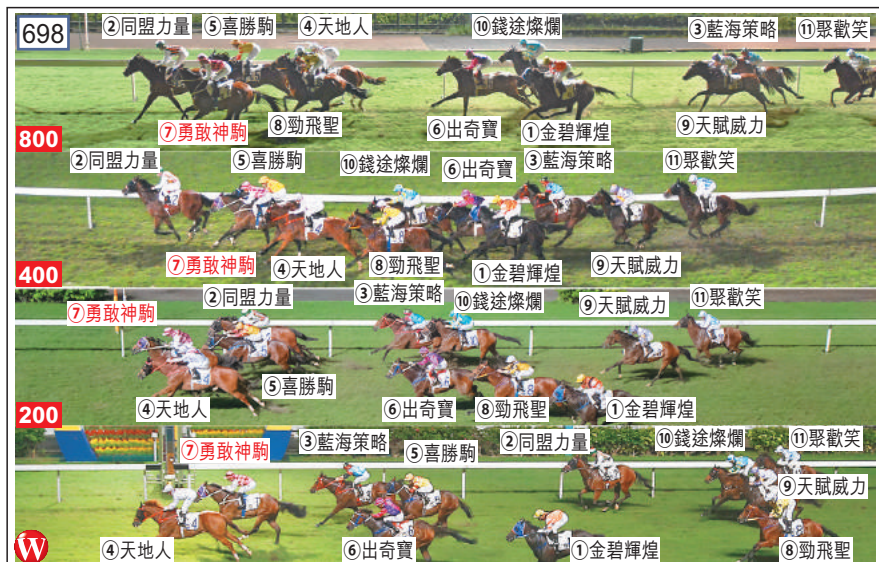 698
②同盟力量 ⑤喜勝駒 ④天地人 ⑩錢途燦爛 ③藍海策略 ⑪聚歡笑
⑦勇敢神駒 ⑧勁飛聖 ⑥出奇寶 ①金碧輝煌 ⑨天賦威力
800
②同盟力量 ⑤喜勝駒 ⑩錢途燦爛 ⑥出奇寶 ③藍海策略 ⑪聚歡笑
⑦勇敢神駒 ④天地人 ⑧勁飛聖 ①金碧輝煌 ⑨天賦威力
400
⑦勇敢神駒 ②同盟力量 ③藍海策略 ⑩錢途燦爛 ⑨天賦威力 ⑪聚歡笑
④天地人 ⑤喜勝駒 ⑥出奇寶 ⑧勁飛聖 ①金碧輝煌
200
⑦勇敢神駒 ③藍海策略 ⑤喜勝駒 ②同盟力量 ⑩錢途燦爛 ⑪聚歡笑
⑨天賦威力
④天地人 ⑥出奇寶 ①金碧輝煌 ⑧勁飛聖
W